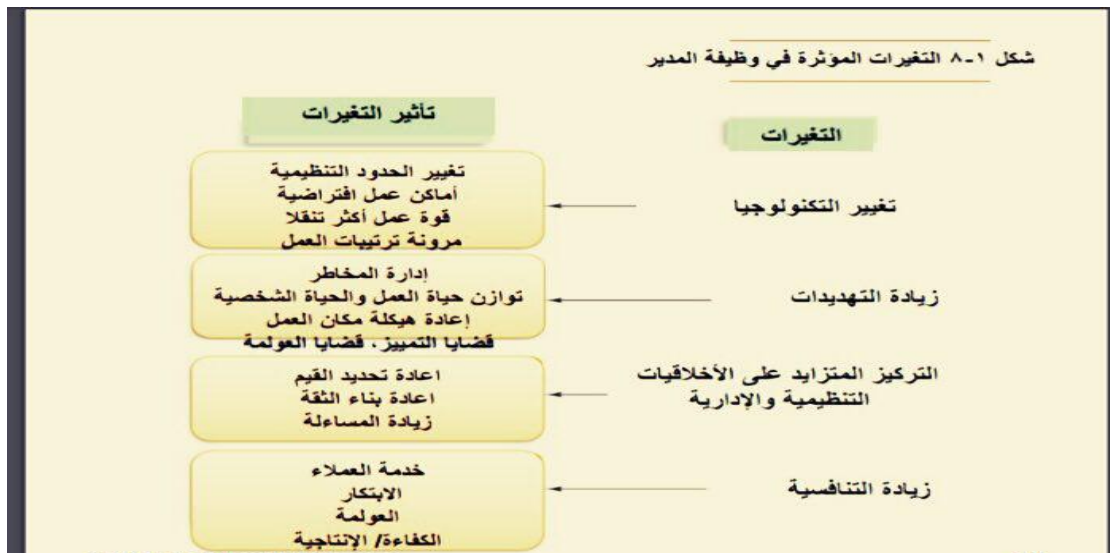 شكل ١-٨ التغيرات المؤثرة في وظيفة المدير
التغيرات
تأثير التغيرات
تغيير التكنولوجيا
تغيير الحدود التنظيمية
أماكن عمل افتراضية
قوة عمل أكثر تنقلا
مرونة ترتيبات العمل
زيادة التهديدات
إدارة المخاطر
توازن حياة العمل والحياة الشخصية
إعادة هيكلة مكان العمل
قضايا التمييز، قضايا العولمة
التركيز المتزايد على الأخلاقيات
التنظيمية والإدارية
اعادة تحديد القيم
اعادة بناء الثقة
زيادة المساءلة
زيادة التنافسية
خدمة العملاء
الابتكار
العولمة
الكفاءة/ الإنتاجية